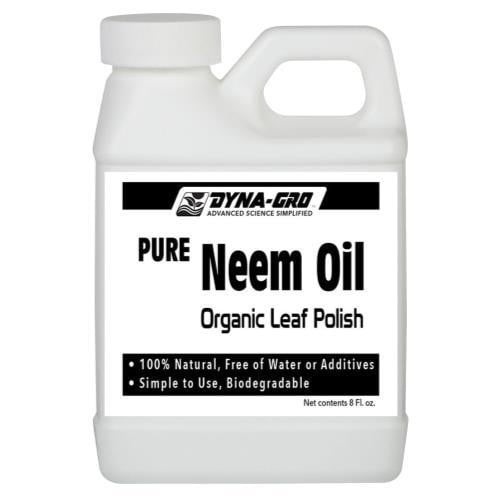 DYNA-GRO™
ADVANCED SCIENCE SIMPLIFIED
PURE Neem Oil
Organic Leaf Polish
• 100% Natural, Free of Water or Additives
• Simple to Use, Biodegradable
Net contents 8 Fl. oz.